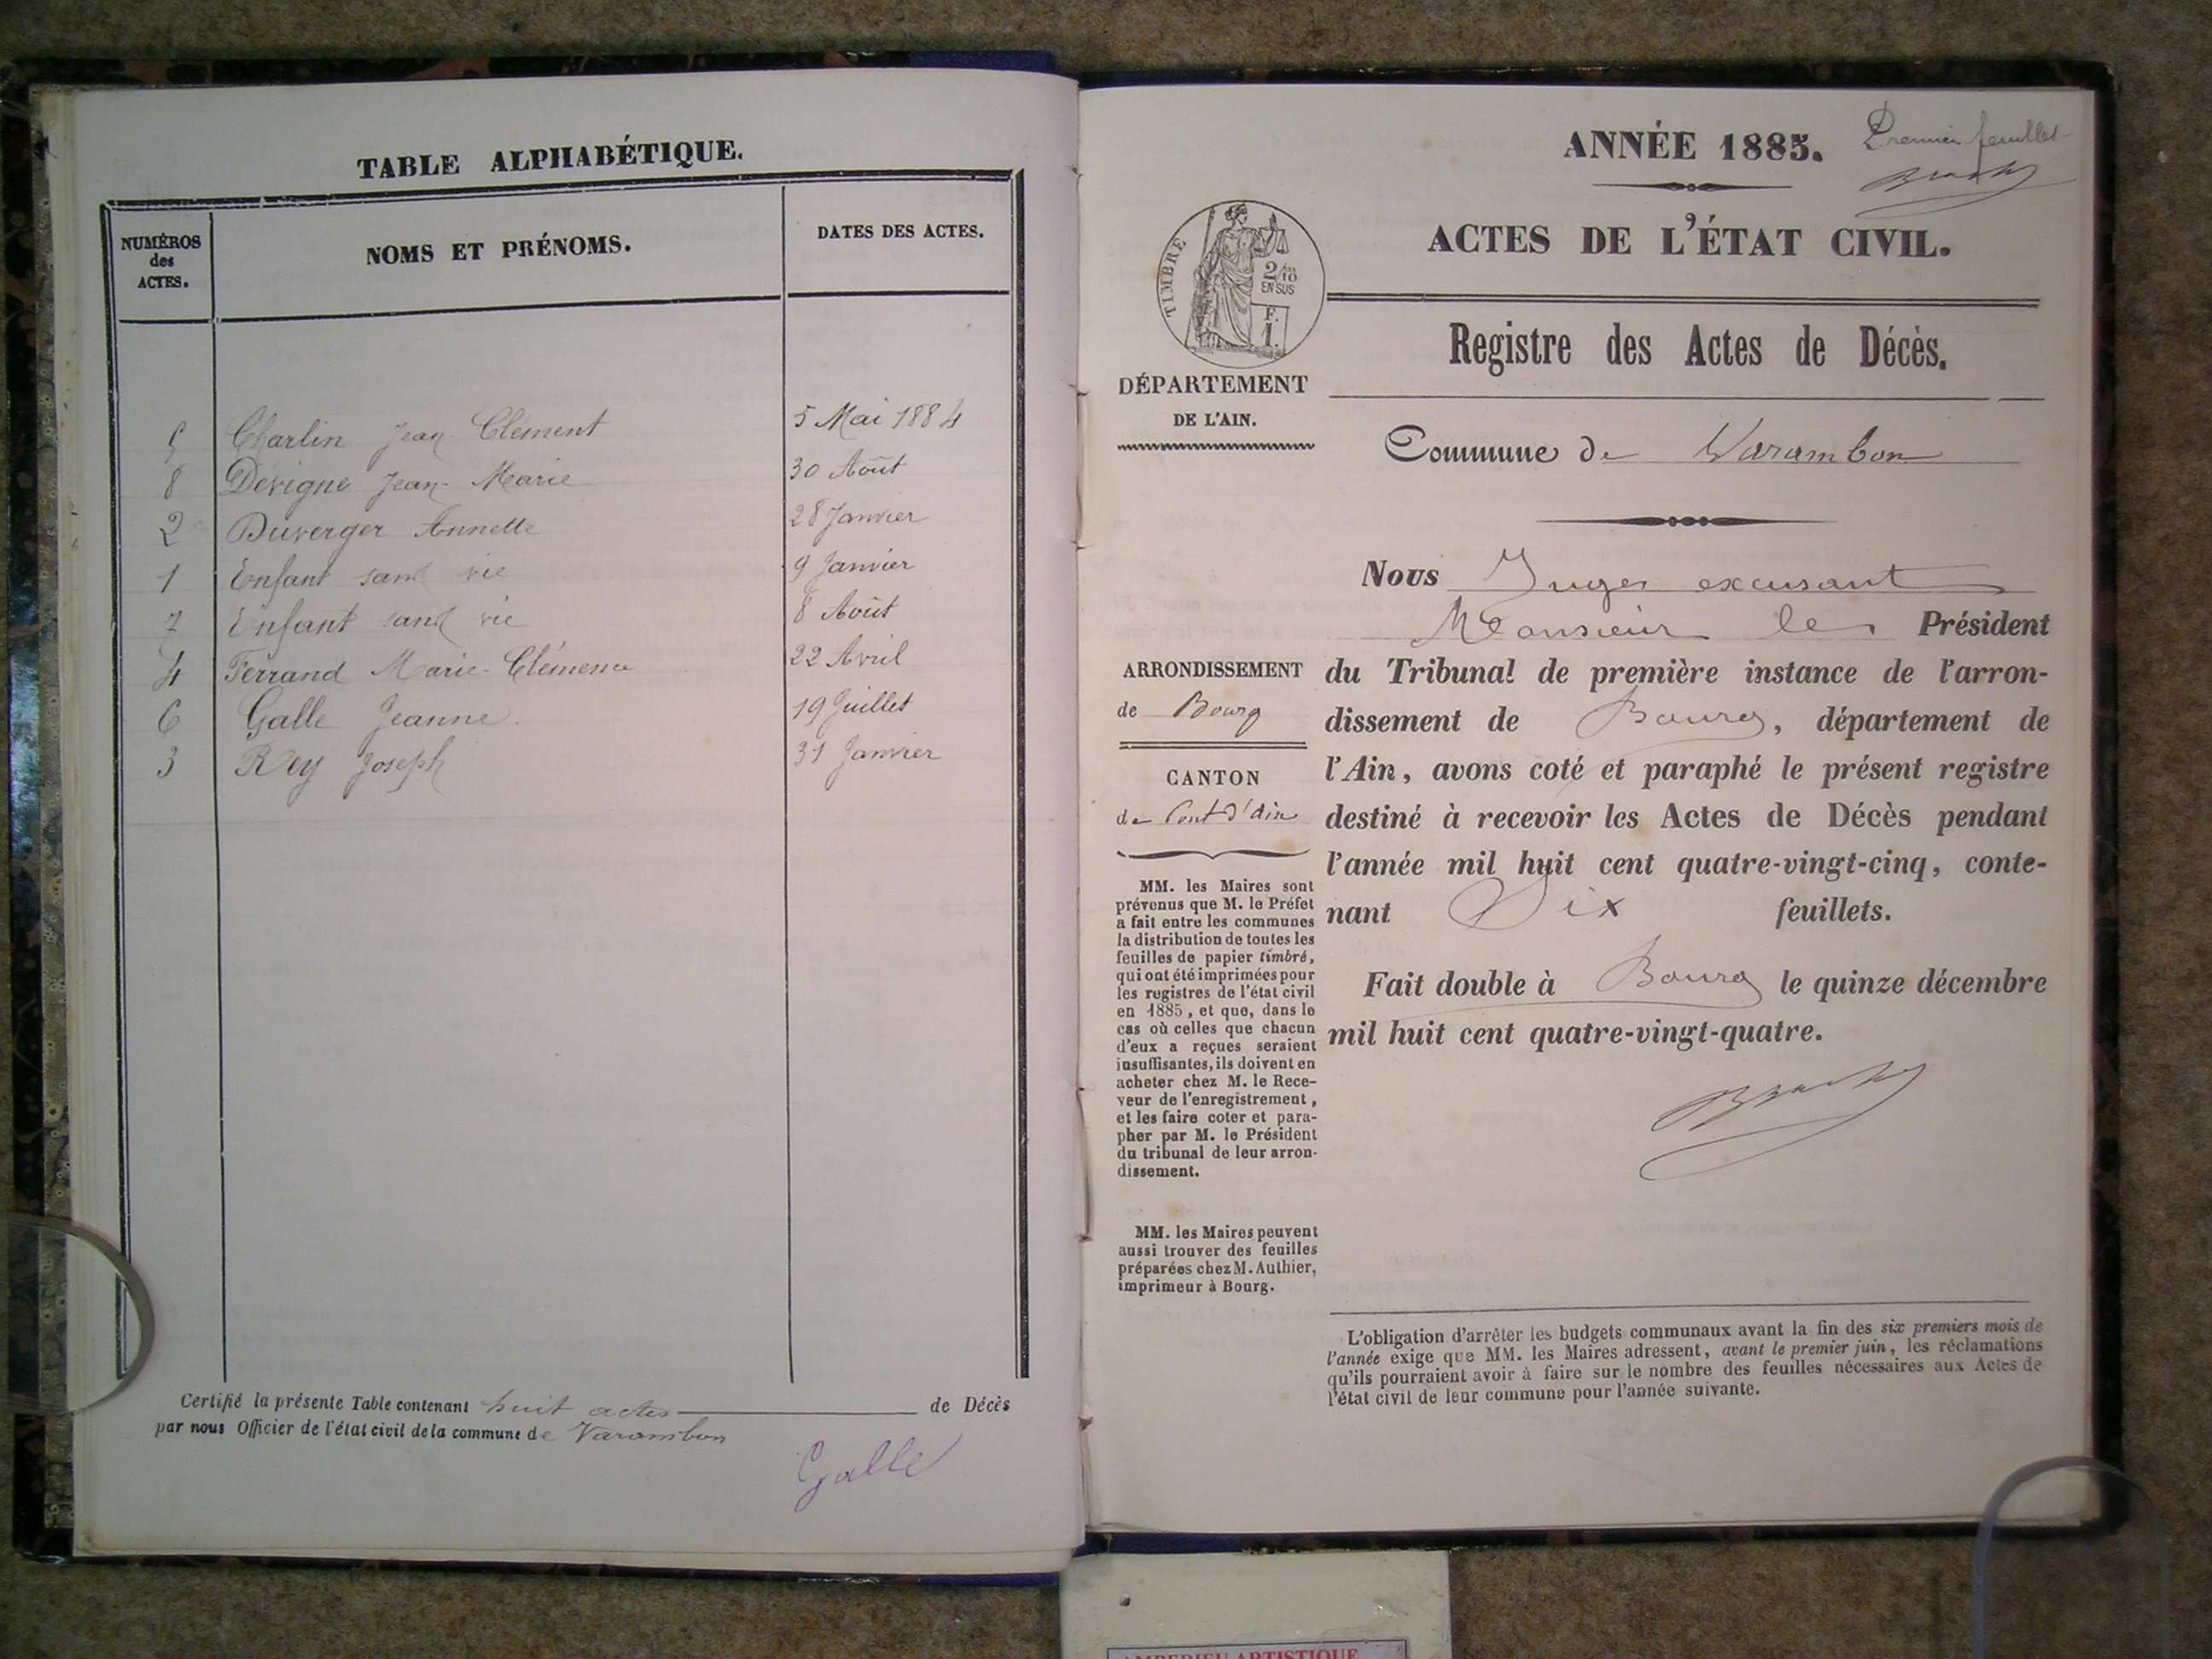 TABLE ALPHABÉTIQUE.
NUMÉROS
des
ACTES.
NOMS ET PRÉNOMS.
DATES DES ACTES.
5 Charlin Jean Clément 5 Mai 1884
8 Dévigne Jean-Marie 30 Août
2 Duverger Annette 28 Janvier
1 Enfant sans vie 9 Janvier
7 Enfant sans vie 8 Août
4 Ferrand Marie-Clémence 22 Avril
6 Galle Jeanne. 19 Juillet
3 Rey Joseph 31 Janvier
Certifié la présente Table contenant huit actes de Décès
par nous Officier de l'état civil de la commune de Varambon
Galle
ANNÉE 1885.
Premier feuillet
ACTES DE L'ÉTAT CIVIL.
TIMBRE
2/10
EN SUS
F.
1.
Registre des Actes de Décès.
DÉPARTEMENT
DE L'AIN.
Commune de Varambon
ARRONDISSEMENT
de Bourg
CANTON
de Pont d'ain
MM. les Maires sont
prévenus que M. le Préfet
a fait entre les communes
la distribution de toutes les
feuilles de papier timbré,
qui ont été imprimées pour
les registres de l'état civil
en 1885, et que, dans le
cas où celles que chacun
d'eux a reçues seraient
insuffisantes, ils doivent en
acheter chez M. le Rece-
veur de l'enregistrement,
et les faire coter et para-
pher par M. le Président
du tribunal de leur arron-
dissement.
MM. les Maires peuvent
aussi trouver des feuilles
préparées chez M. Authier,
imprimeur à Bourg.
Nous Juge excusant
Monsieur le Président
du Tribunal de première instance de l'arron-
dissement de Bourg, département de
l'Ain, avons coté et paraphé le présent registre
destiné à recevoir les Actes de Décès pendant
l'année mil huit cent quatre-vingt-cinq, conte-
nant Six feuillets.
Fait double à Bourg le quinze décembre
mil huit cent quatre-vingt-quatre.
L'obligation d'arrêter les budgets communaux avant la fin des six premiers mois de
l'année exige que MM. les Maires adressent, avant le premier juin, les réclamations
qu'ils pourraient avoir à faire sur le nombre des feuilles nécessaires aux Actes de
l'état civil de leur commune pour l'année suivante.
AMBERIEU ARTISTIQUE